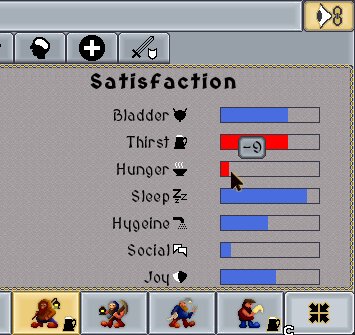 Satisfaction
Bladder
Thirst
-9
Hunger
Sleep
Hygeine
Social
Joy
C